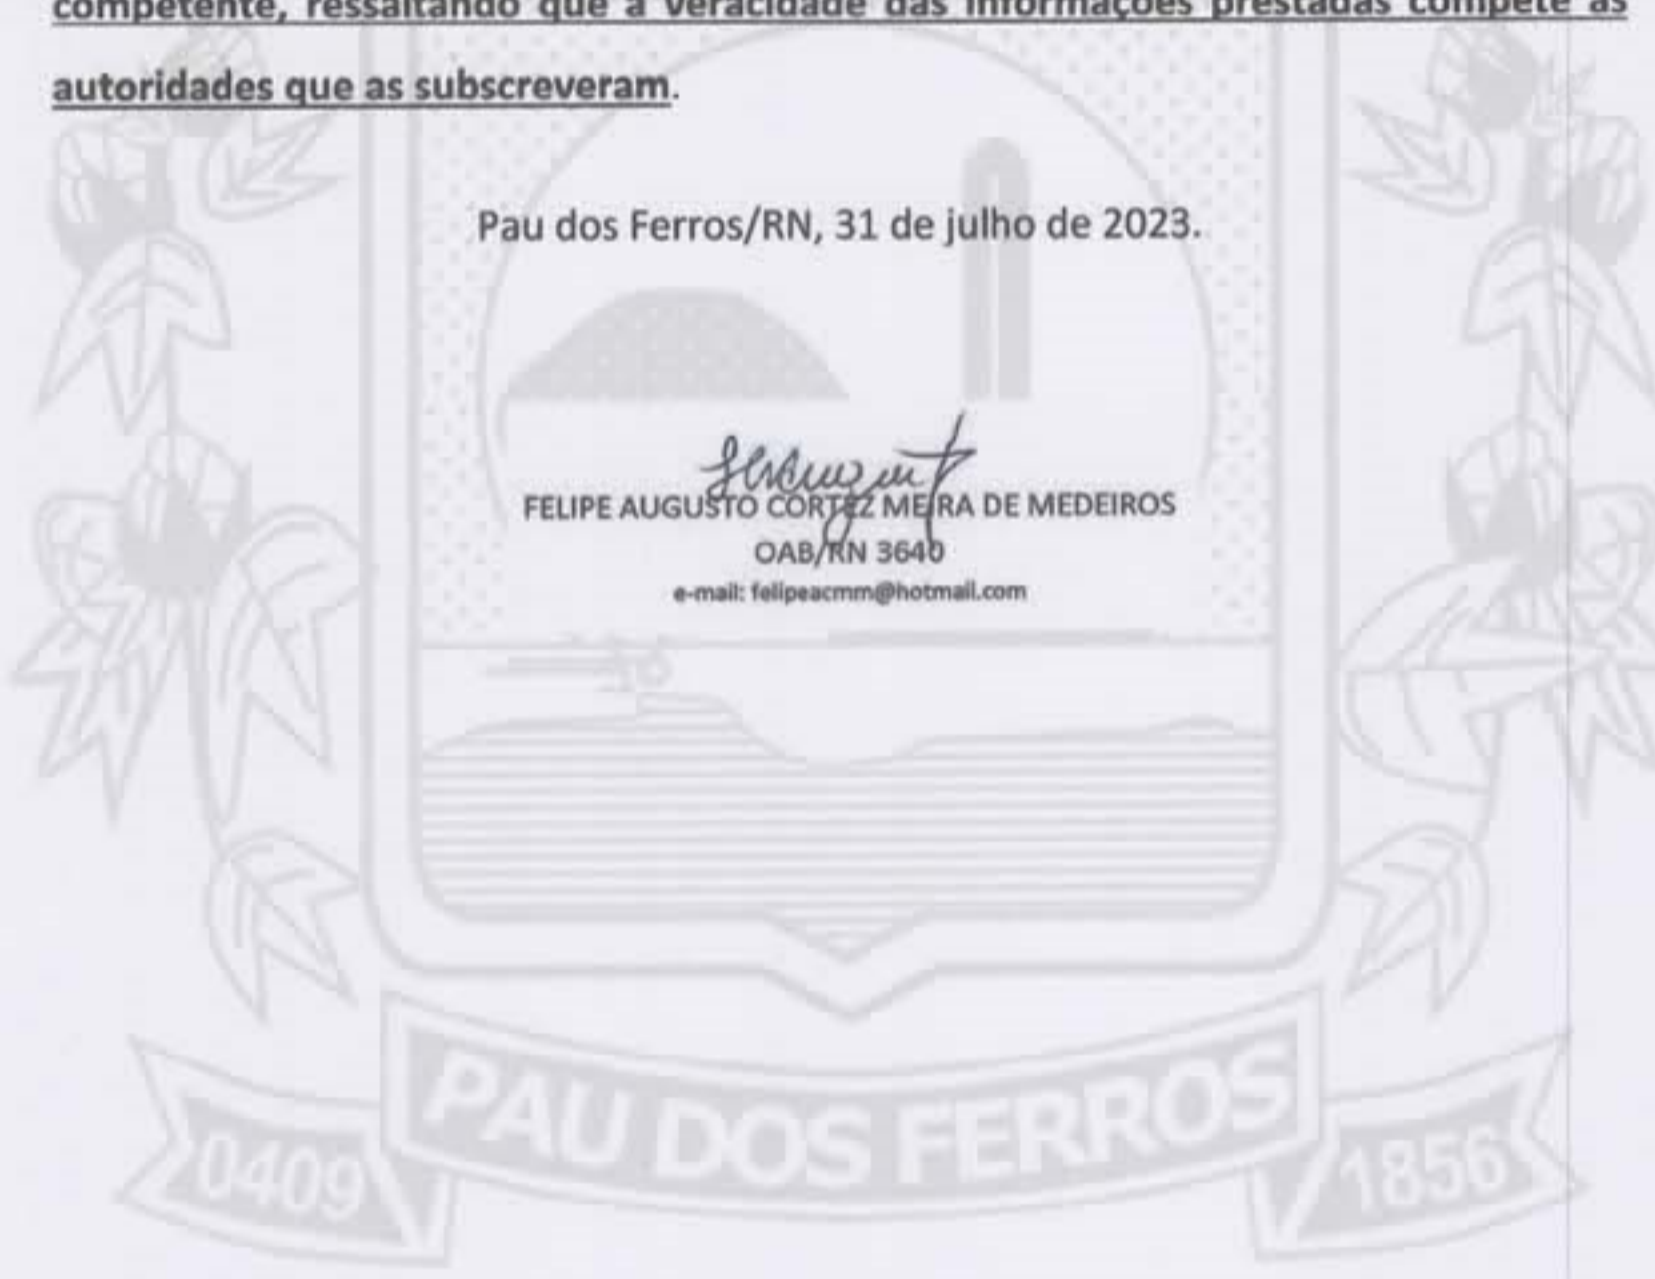 competente, ressaltando que a veracidade das informações prestadas compete às
autoridades que as subscreveram.
Pau dos Ferros/RN, 31 de julho de 2023.
FELIPE AUGUSTO CORTEZ MEIRA DE MEDEIROS
OAB/RN 3640
e-mail: felipeacmm@hotmail.com
PAU DOS FERROS
0409
1856